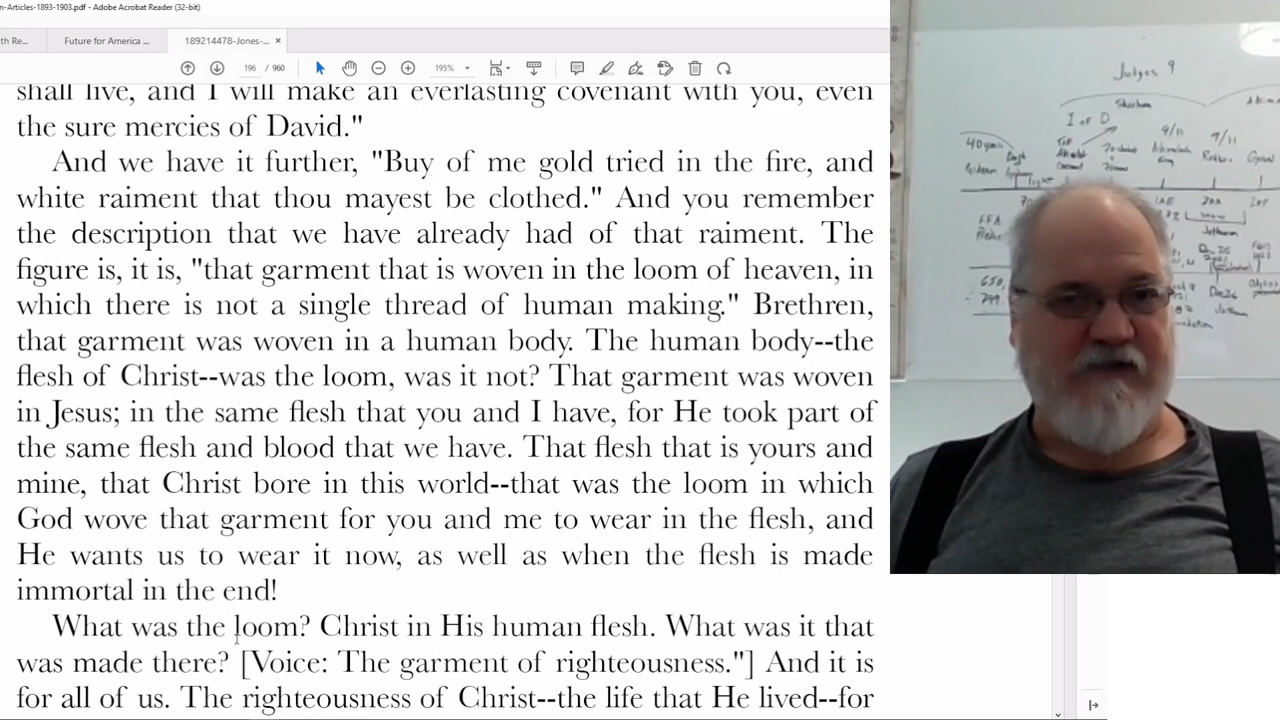 n-Articles-1893-1903.pdf - Adobe Acrobat Reader (32-bit)
th Re...
Future for America ...
189214478-Jones-...
196 / 960
195%
shall live, and I will make an everlasting covenant with you, even
the sure mercies of David."
And we have it further, "Buy of me gold tried in the fire, and
white raiment that thou mayest be clothed." And you remember
the description that we have already had of that raiment. The
figure is, it is, "that garment that is woven in the loom of heaven, in
which there is not a single thread of human making." Brethren,
that garment was woven in a human body. The human body--the
flesh of Christ--was the loom, was it not? That garment was woven
in Jesus; in the same flesh that you and I have, for He took part of
the same flesh and blood that we have. That flesh that is yours and
mine, that Christ bore in this world--that was the loom in which
God wove that garment for you and me to wear in the flesh, and
He wants us to wear it now, as well as when the flesh is made
immortal in the end!
What was the loom? Christ in His human flesh. What was it that
was made there? [Voice: The garment of righteousness."] And it is
for all of us. The righteousness of Christ--the life that He lived--for
Judges 9
I of D
9/11
9/11
Gideon
FFA
650,